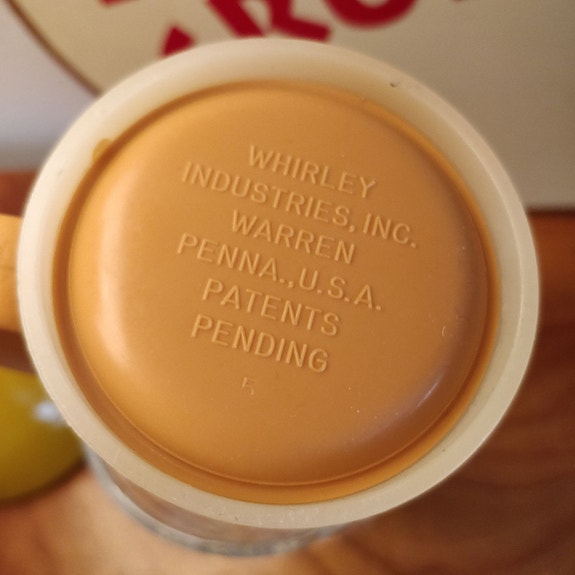 WHIRLEY
INDUSTRIES, INC.
WARREN
PENNA.,U.S.A.
PATENTS
PENDING
5